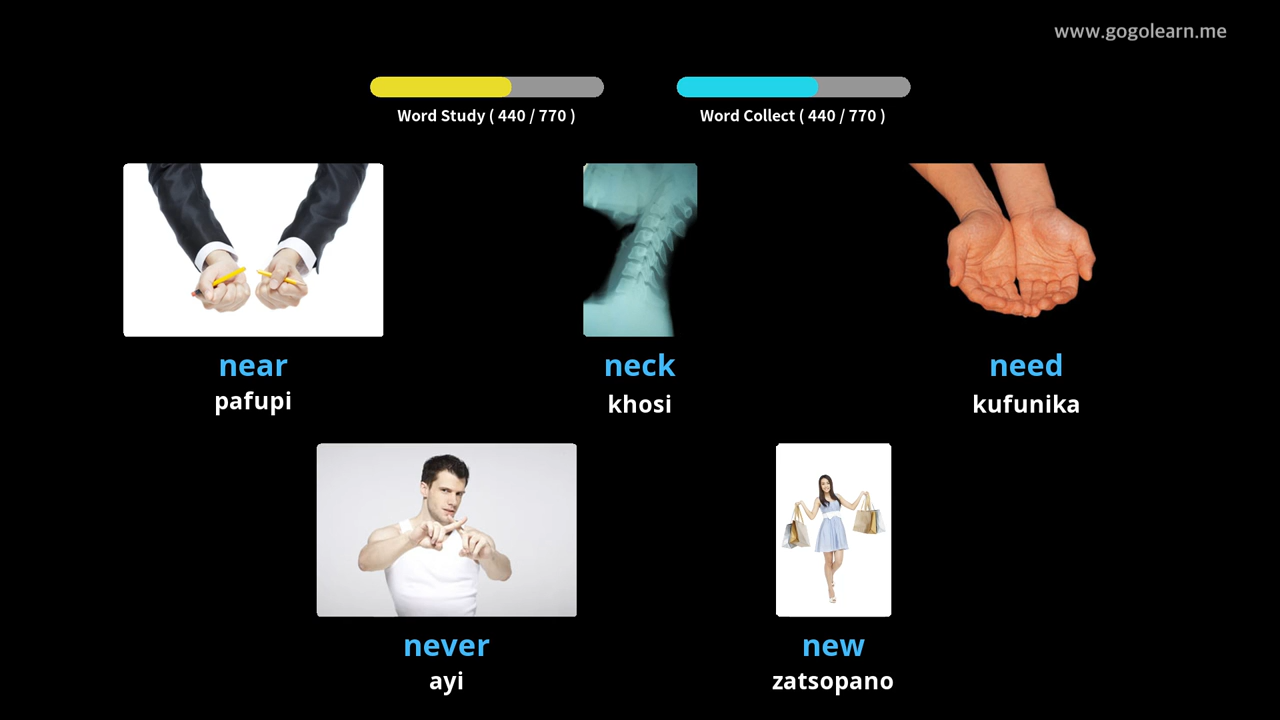 www.gogolearn.me
Word Study ( 440 / 770 )
Word Collect ( 440 / 770 )
near
pafupi
neck
khosi
need
kufunika
never
ayi
new
zatsopano